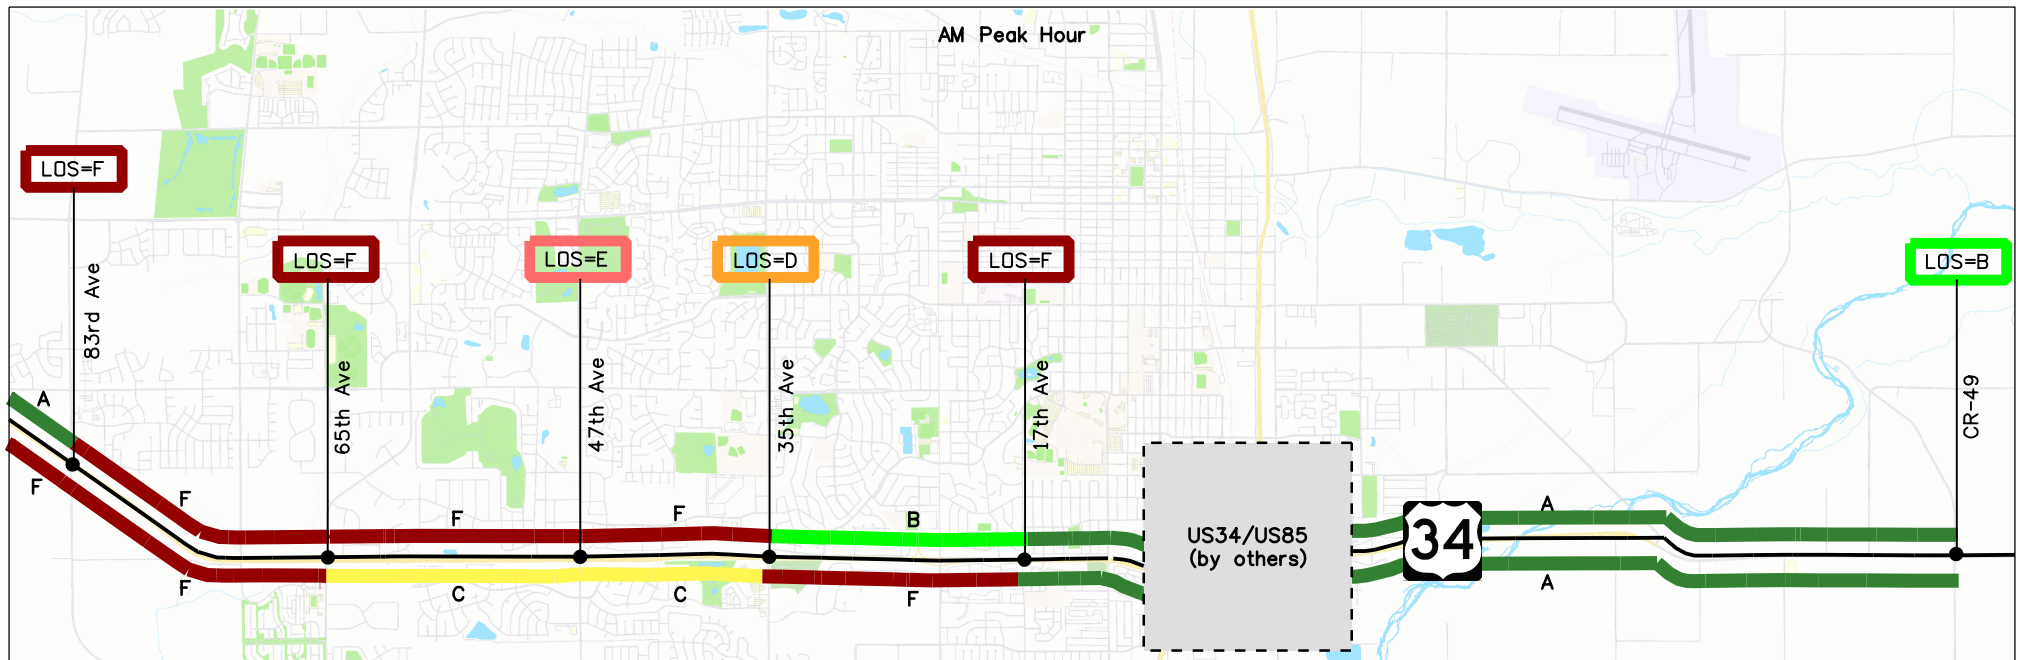 AM Peak Hour
LOS=F
LOS=F
LOS=E
LOS=D
LOS=F
LOS=B
83rd Ave
65th Ave
47th Ave
35th Ave
17th Ave
CR-49
A
F
F
F
F
F
B
C
C
F
US34/US85
(by others)
34
A
A